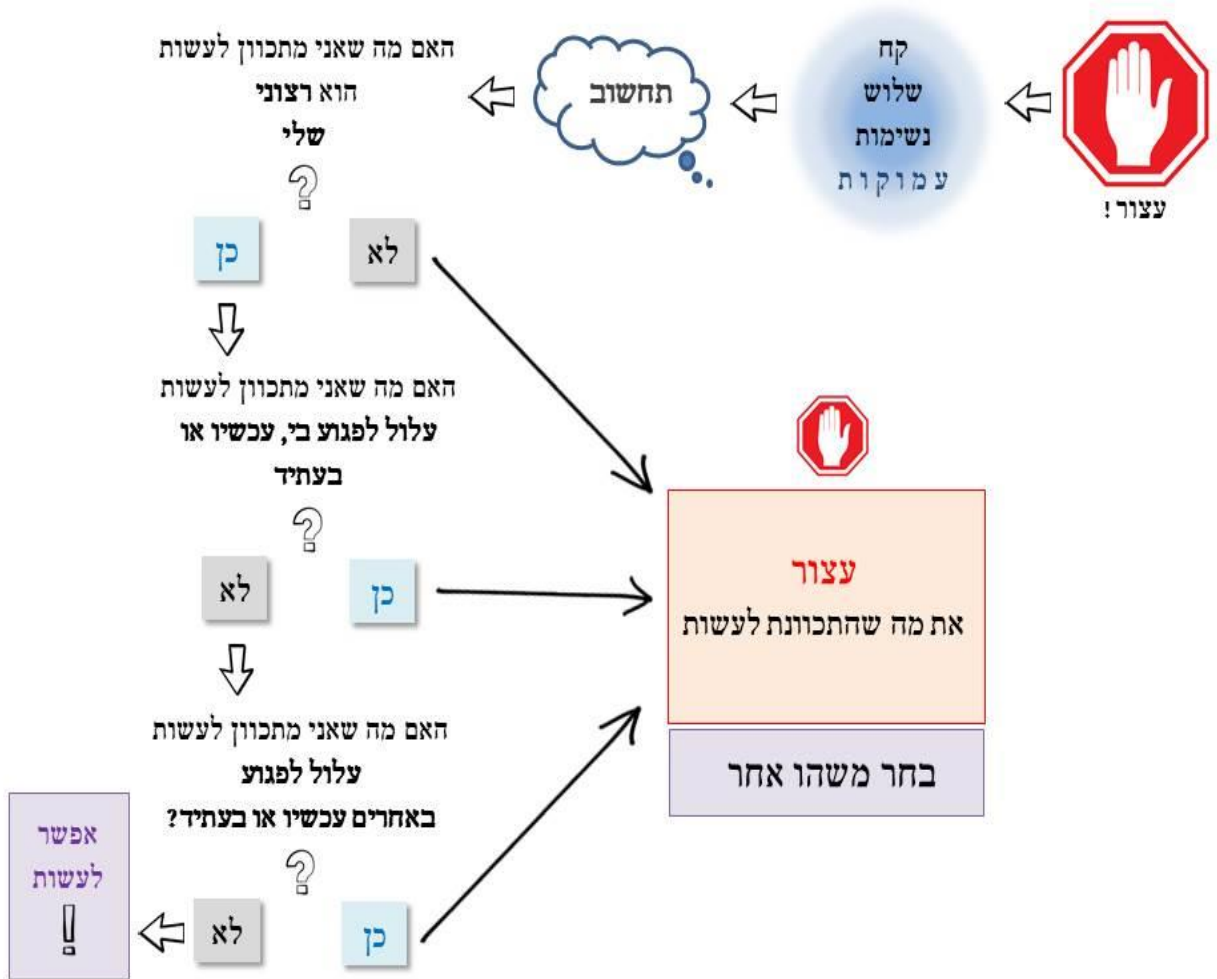 עצור!
קח
שלוש
נשימות
עמוקות
תחשוב
האם מה שאני מתכוון לעשות
הוא רצוני
שלי
?
לא
כן
האם מה שאני מתכוון לעשות
עלול לפגוע בי, עכשיו או
בעתיד
?
כן
לא
האם מה שאני מתכוון לעשות
עלול לפגוע
באחרים עכשיו או בעתיד?
?
כן
לא
אפשר
לעשות
!
עצור
את מה שהתכוונת לעשות
בחר משהו אחר